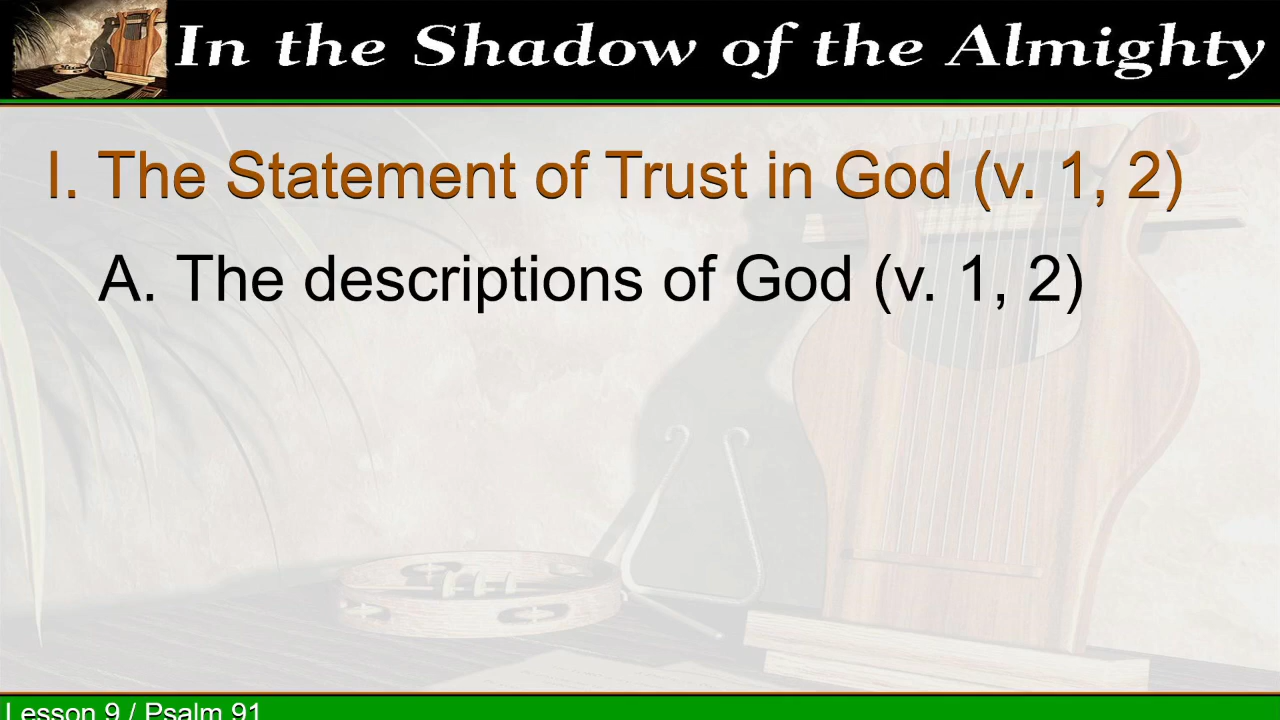 In the Shadow of the Almighty
I. The Statement of Trust in God (v. 1, 2)
A. The descriptions of God (v. 1, 2)
Lesson 9 / Psalm 91